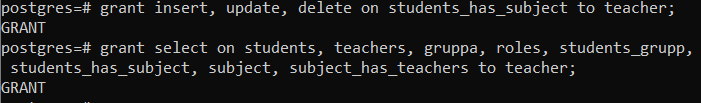 postgres=# grant insert, update, delete on students_has_subject to teacher;
GRANT
postgres=# grant select on students, teachers, gruppa, roles, students_grupp,
students_has_subject, subject, subject_has_teachers to teacher;
GRANT